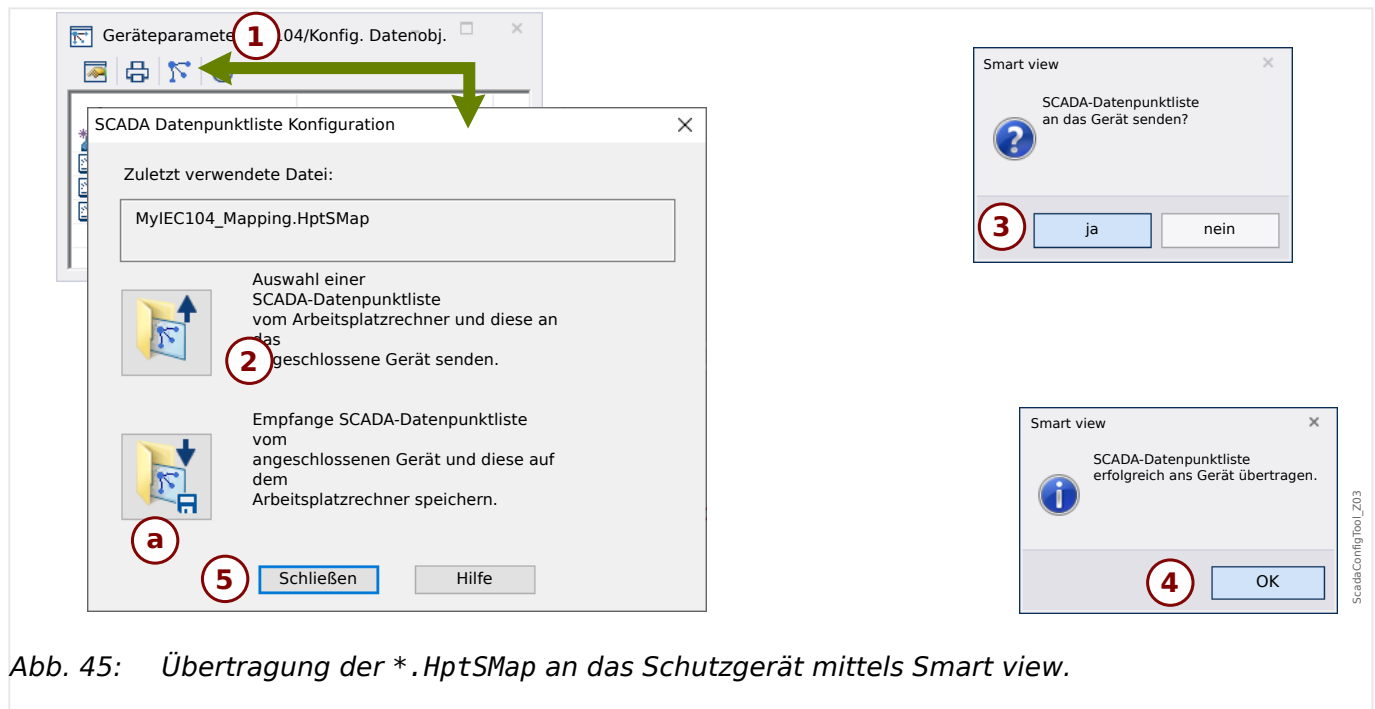 Geräteparamete 104/Konfig. Datenobj.
1
SCADA Datenpunktliste Konfiguration
Zuletzt verwendete Datei:
MyIEC104_Mapping.HptSMap
Auswahl einer
SCADA-Datenpunktliste
vom Arbeitsplatzrechner und diese an
das
geschlossene Gerät senden.
2
Empfange SCADA-Datenpunktliste
vom
angeschlossenen Gerät und diese auf
dem
Arbeitsplatzrechner speichern.
a
5
Schließen
Hilfe
Smart view
SCADA-Datenpunktliste
an das Gerät senden?
3
ja
nein
Smart view
SCADA-Datenpunktliste
erfolgreich ans Gerät übertragen.
4
OK
ScadaConfigTool_Z03
Abb. 45: Übertragung der *.HptSMap an das Schutzgerät mittels Smart view.